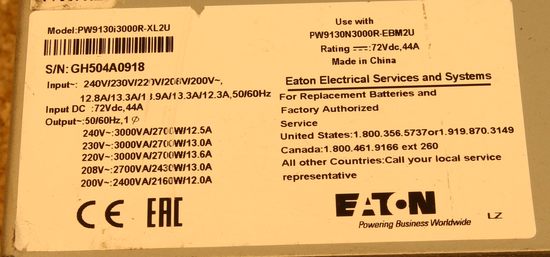 Model:PW9130i3000R-XL2U
S/N:GH504A0918
Input~: 240V/230V/220V/208V/200V~,
12.8A/13.3A/13.9A/13.3A/12.3A,50/60Hz
Input DC :72Vdc,44A
Output~:50/60Hz,1Φ
240V~:3000VA/2700W/12.5A
230V~:3000VA/2700W/13.0A
220V~:3000VA/2700W/13.6A
208V~:2700VA/2430W/13.0A
200V~:2400VA/2160W/12.0A
CE EAC
Use with
PW9130N3000R-EBM2U
Rating ⎓:72Vdc,44A
Made in China
Eaton Electrical Services and Systems
For Replacement Batteries and
Factory Authorized
Service
United States:1.800.356.5737or1.919.870.3149
Canada:1.800.461.9166 ext 260
All other Countries:Call your local service
representative
EATON
Powering Business Worldwide
LZ